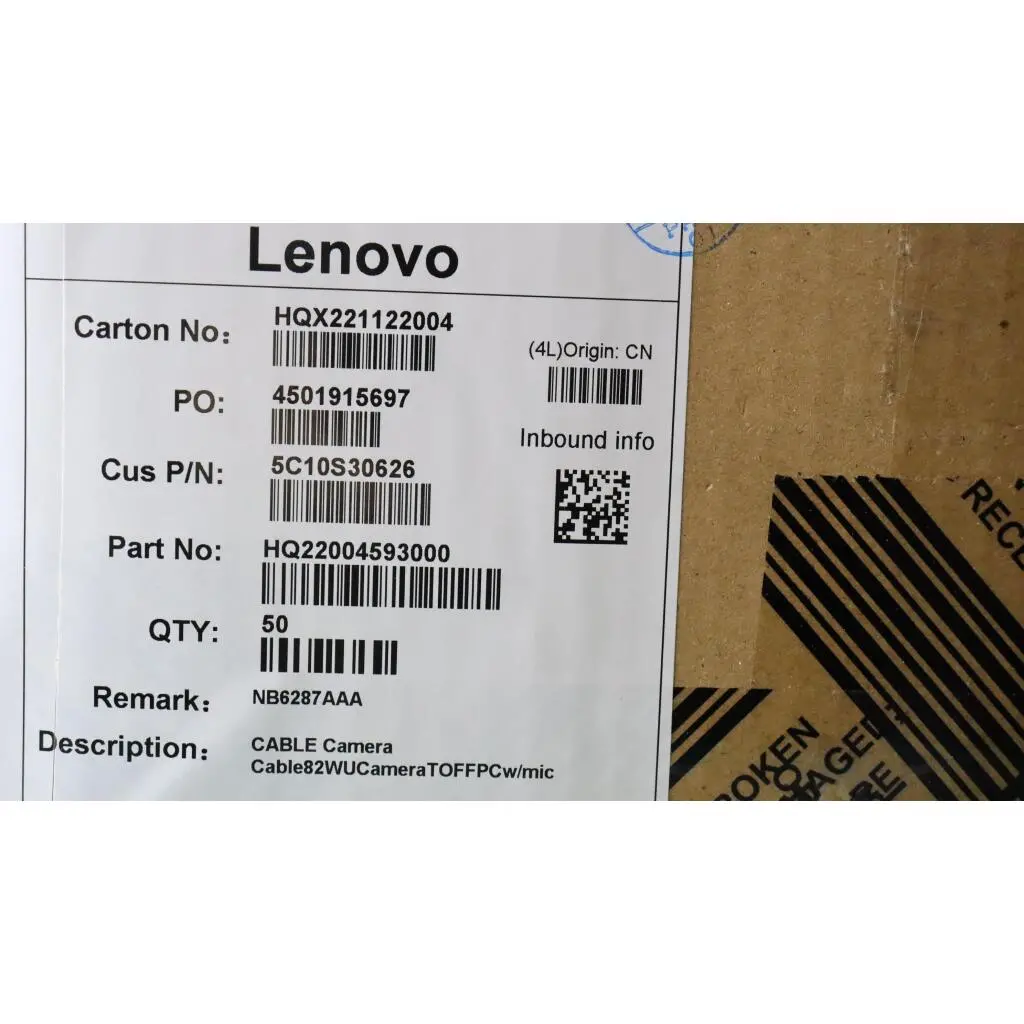 Lenovo
Carton No: HQX221122004
(4L)Origin: CN
PO: 4501915697
Inbound info
Cus P/N: 5C10S30626
Part No: HQ22004593000
QTY: 50
Remark: NB6287AAA
Description: CABLE Camera
Cable82WUCameraTOFFPCw/mic